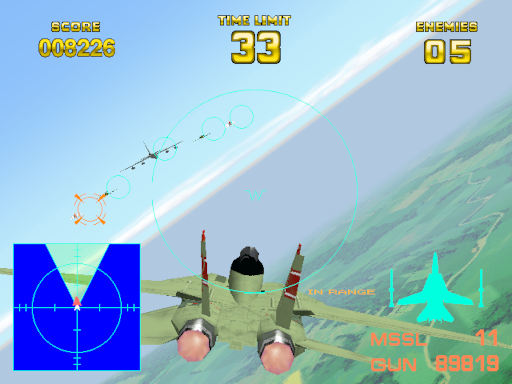 SCORE
008226
TIME LIMIT
33
ENEMIES
05
IN RANGE
MSSL 11
GUN 89819